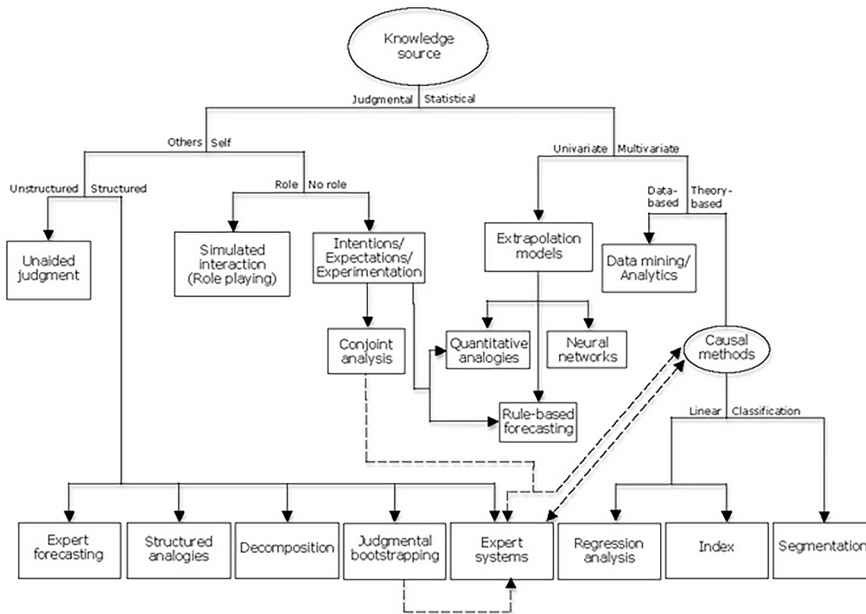 Knowledge
source
Judgmental Statistical
Others Self
Univariate Multivariate
Unstructured Structured
Role No role
Data-
based
Theory-
based
Unaided
judgment
Simulated
interaction
(Role playing)
Intentions/
Expectations/
Experimentation
Extrapolation
models
Data mining/
Analytics
Conjoint
analysis
Quantitative
analogies
Neural
networks
Causal
methods
Rule-based
forecasting
Linear Classification
Expert
forecasting
Structured
analogies
Decomposition
Judgmental
bootstrapping
Expert
systems
Regression
analysis
Index
Segmentation